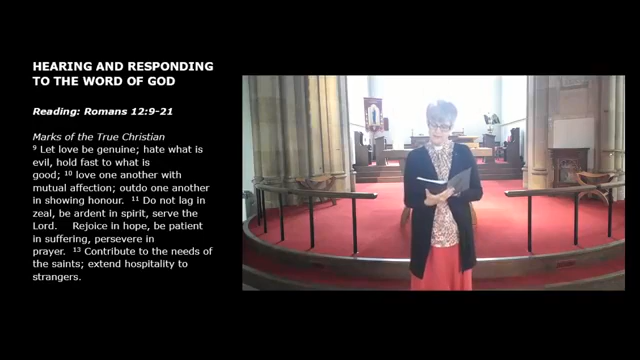 HEARING AND RESPONDING
TO THE WORD OF GOD
Reading: Romans 12:9-21
Marks of the True Christian
9 Let love be genuine; hate what is
evil, hold fast to what is
good; 10 love one another with
mutual affection; outdo one another
in showing honour. 11 Do not lag in
zeal, be ardent in spirit, serve the
Lord. Rejoice in hope, be patient
in suffering, persevere in
prayer. 13 Contribute to the needs of
the saints; extend hospitality to
strangers.